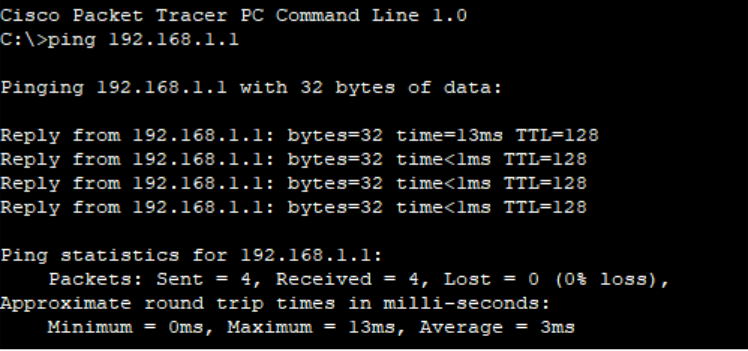 Cisco Packet Tracer PC Command Line 1.0
C:\>ping 192.168.1.1
Pinging 192.168.1.1 with 32 bytes of data:
Reply from 192.168.1.1: bytes=32 time=13ms TTL=128
Reply from 192.168.1.1: bytes=32 time<1ms TTL=128
Reply from 192.168.1.1: bytes=32 time<1ms TTL=128
Reply from 192.168.1.1: bytes=32 time<1ms TTL=128
Ping statistics for 192.168.1.1:
    Packets: Sent = 4, Received = 4, Lost = 0 (0% loss),
Approximate round trip times in milli-seconds:
    Minimum = 0ms, Maximum = 13ms, Average = 3ms